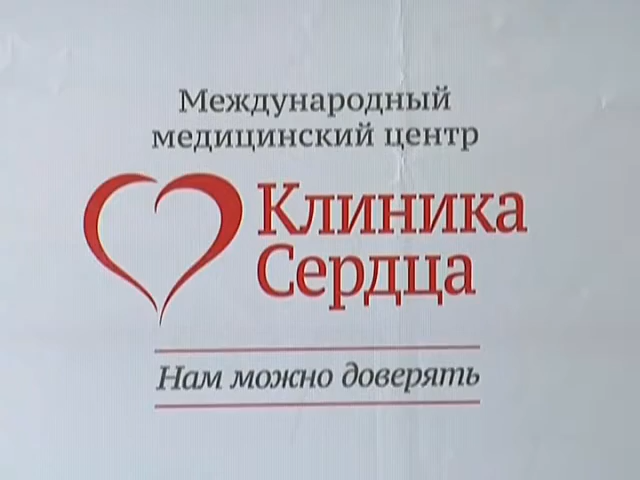 Международный
медицинский центр
Клиника
Сердца
Нам можно доверять